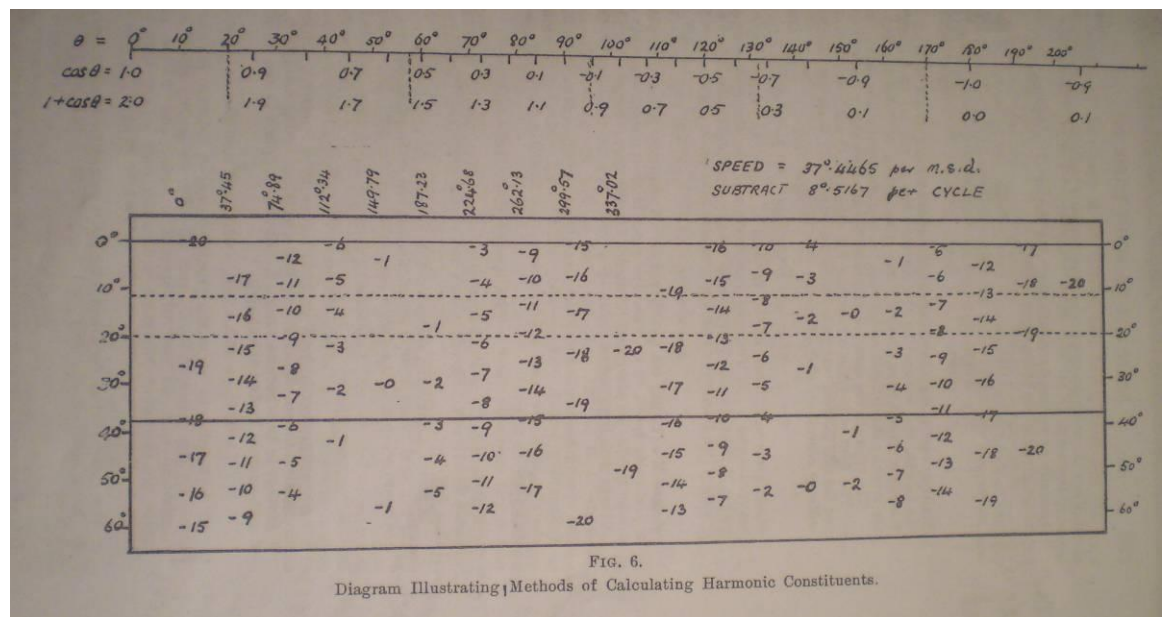 θ = 0° 10° 20° 30° 40° 50° 60° 70° 80° 90° 100° 110° 120° 130° 140° 150° 160° 170° 180° 190° 200°
cos θ = 1·0 0·9 0·7 0·5 0·3 0·1 -0·1 -0·3 -0·5 -0·7 -0·9 -1·0 -0·9
1+cos θ = 2·0 1·9 1·7 1·5 1·3 1·1 0·9 0·7 0·5 0·3 0·1 0·0 0·1
SPEED = 37°·4465 per m.s.d.
SUBTRACT 8°·5167 per CYCLE
0° 37°·45 74°·89 112°·34 149·79 187·23 224°·68 262°·13 299°·57 337·02
0° -20 -6 -3 -9 -15 -16 -10 -4 -6 -17 0°
-12 -1 -1 -12
-17 -11 -5 -4 -10 -16 -15 -9 -3 -6 -18 -20
10° -19 -8 -13 10°
-16 -10 -4 -5 -11 -17 -14 -2 -0 -2 -7 -14
-1 -7
20° -9 -6 -12 -13 -8 -19 20°
-15 -3 -18 -20 -18 -6 -3 -9 -15
-19 -8 -7 -13 -12 -1
30° -14 -7 -2 -0 -2 -14 -17 -11 -5 -4 -10 -16 30°
-13 -8 -19 -11
-18 -6 -3 -9 -15 -16 -10 -4 -5 -17
40° -12 -1 -1 -12 40°
-17 -11 -5 -4 -10 -16 -15 -9 -3 -6 -18 -20
50° -19 -8 -7 -13 50°
-16 -10 -4 -5 -11 -17 -14 -2 -0 -2 -14
-1 -12 -13 -7 -8 -19
60° -15 -9 -20 60°
FIG. 6.
Diagram Illustrating Methods of Calculating Harmonic Constituents.